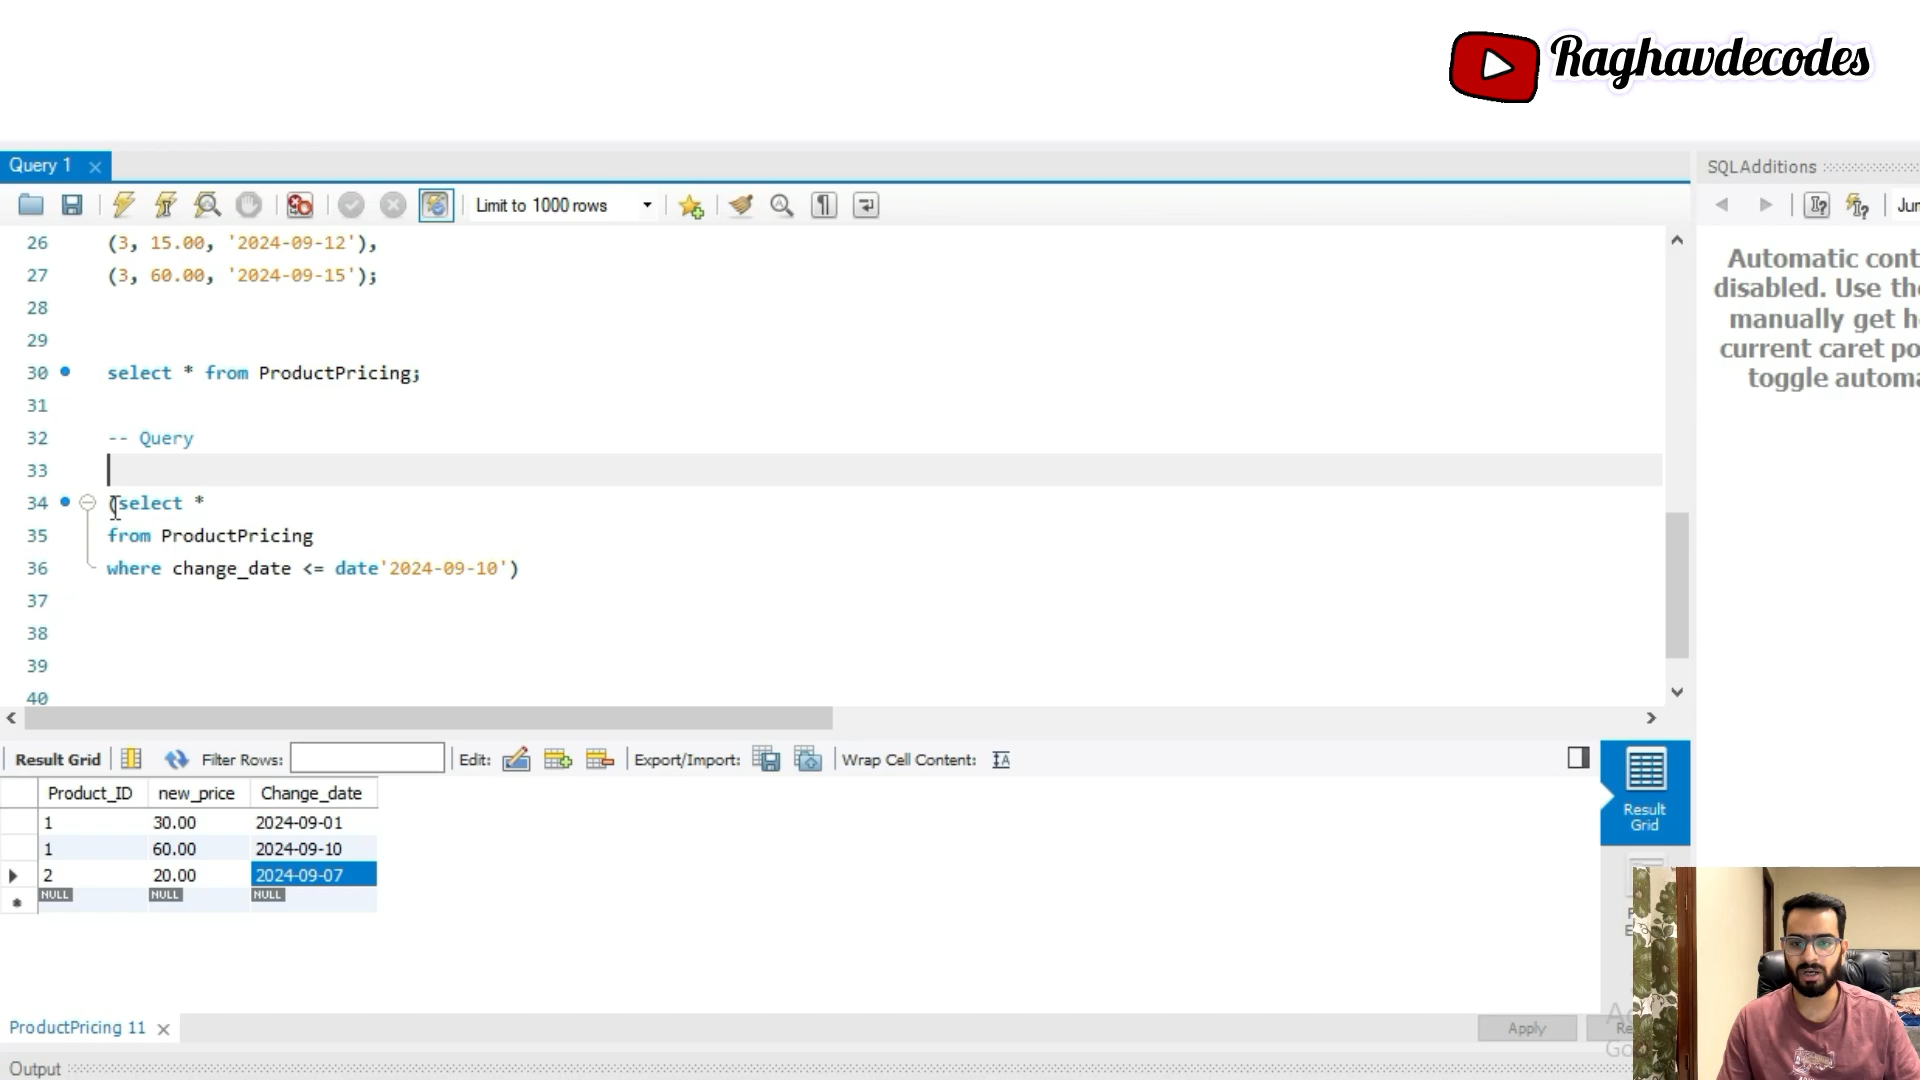 Raghavdecodes
Query 1
SQLAdditions
Limit to 1000 rows
26 (3, 15.00, '2024-09-12'),
27 (3, 60.00, '2024-09-15');
28
29
30 select * from ProductPricing;
31
32 -- Query
33
34 (select *
35 from ProductPricing
36 where change_date <= date'2024-09-10')
37
38
39
40
Automatic cont
disabled. Use the
manually get h
current caret po
toggle automa
Result Grid
Filter Rows:
Edit:
Export/Import:
Wrap Cell Content:
Product_ID new_price Change_date
1 30.00 2024-09-01
1 60.00 2024-09-10
2 20.00 2024-09-07
NULL NULL NULL
Result
Grid
ProductPricing 11
Apply
Output